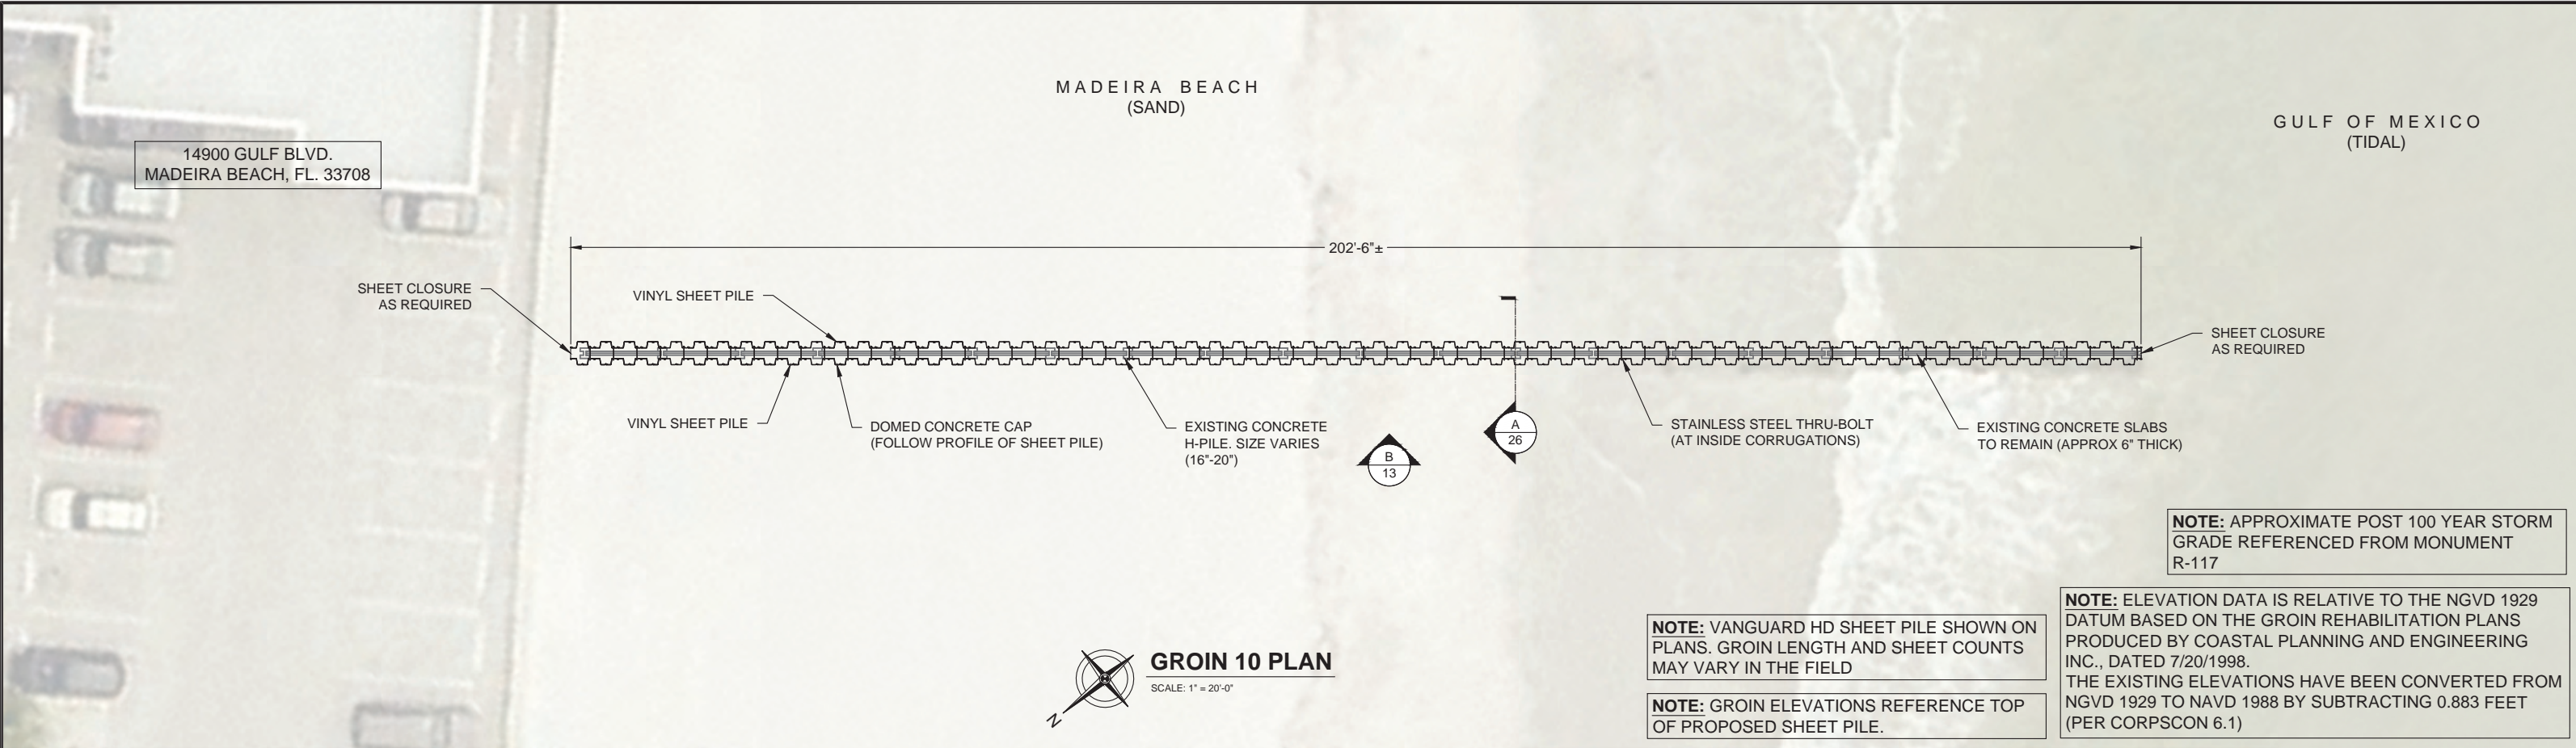 MADEIRA BEACH
(SAND)
GULF OF MEXICO
(TIDAL)
14900 GULF BLVD.
MADEIRA BEACH, FL. 33708
202'-6"±
SHEET CLOSURE
AS REQUIRED
VINYL SHEET PILE
SHEET CLOSURE
AS REQUIRED
VINYL SHEET PILE
DOMED CONCRETE CAP
(FOLLOW PROFILE OF SHEET PILE)
EXISTING CONCRETE
H-PILE. SIZE VARIES
(16"-20")
B
13
A
26
STAINLESS STEEL THRU-BOLT
(AT INSIDE CORRUGATIONS)
EXISTING CONCRETE SLABS
TO REMAIN (APPROX 6" THICK)
NOTE: APPROXIMATE POST 100 YEAR STORM
GRADE REFERENCED FROM MONUMENT
R-117
NOTE: VANGUARD HD SHEET PILE SHOWN ON
PLANS. GROIN LENGTH AND SHEET COUNTS
MAY VARY IN THE FIELD
NOTE: GROIN ELEVATIONS REFERENCE TOP
OF PROPOSED SHEET PILE.
NOTE: ELEVATION DATA IS RELATIVE TO THE NGVD 1929
DATUM BASED ON THE GROIN REHABILITATION PLANS
PRODUCED BY COASTAL PLANNING AND ENGINEERING
INC., DATED 7/20/1998.
THE EXISTING ELEVATIONS HAVE BEEN CONVERTED FROM
NGVD 1929 TO NAVD 1988 BY SUBTRACTING 0.883 FEET
(PER CORPSCON 6.1)
N
GROIN 10 PLAN
SCALE: 1" = 20'-0"